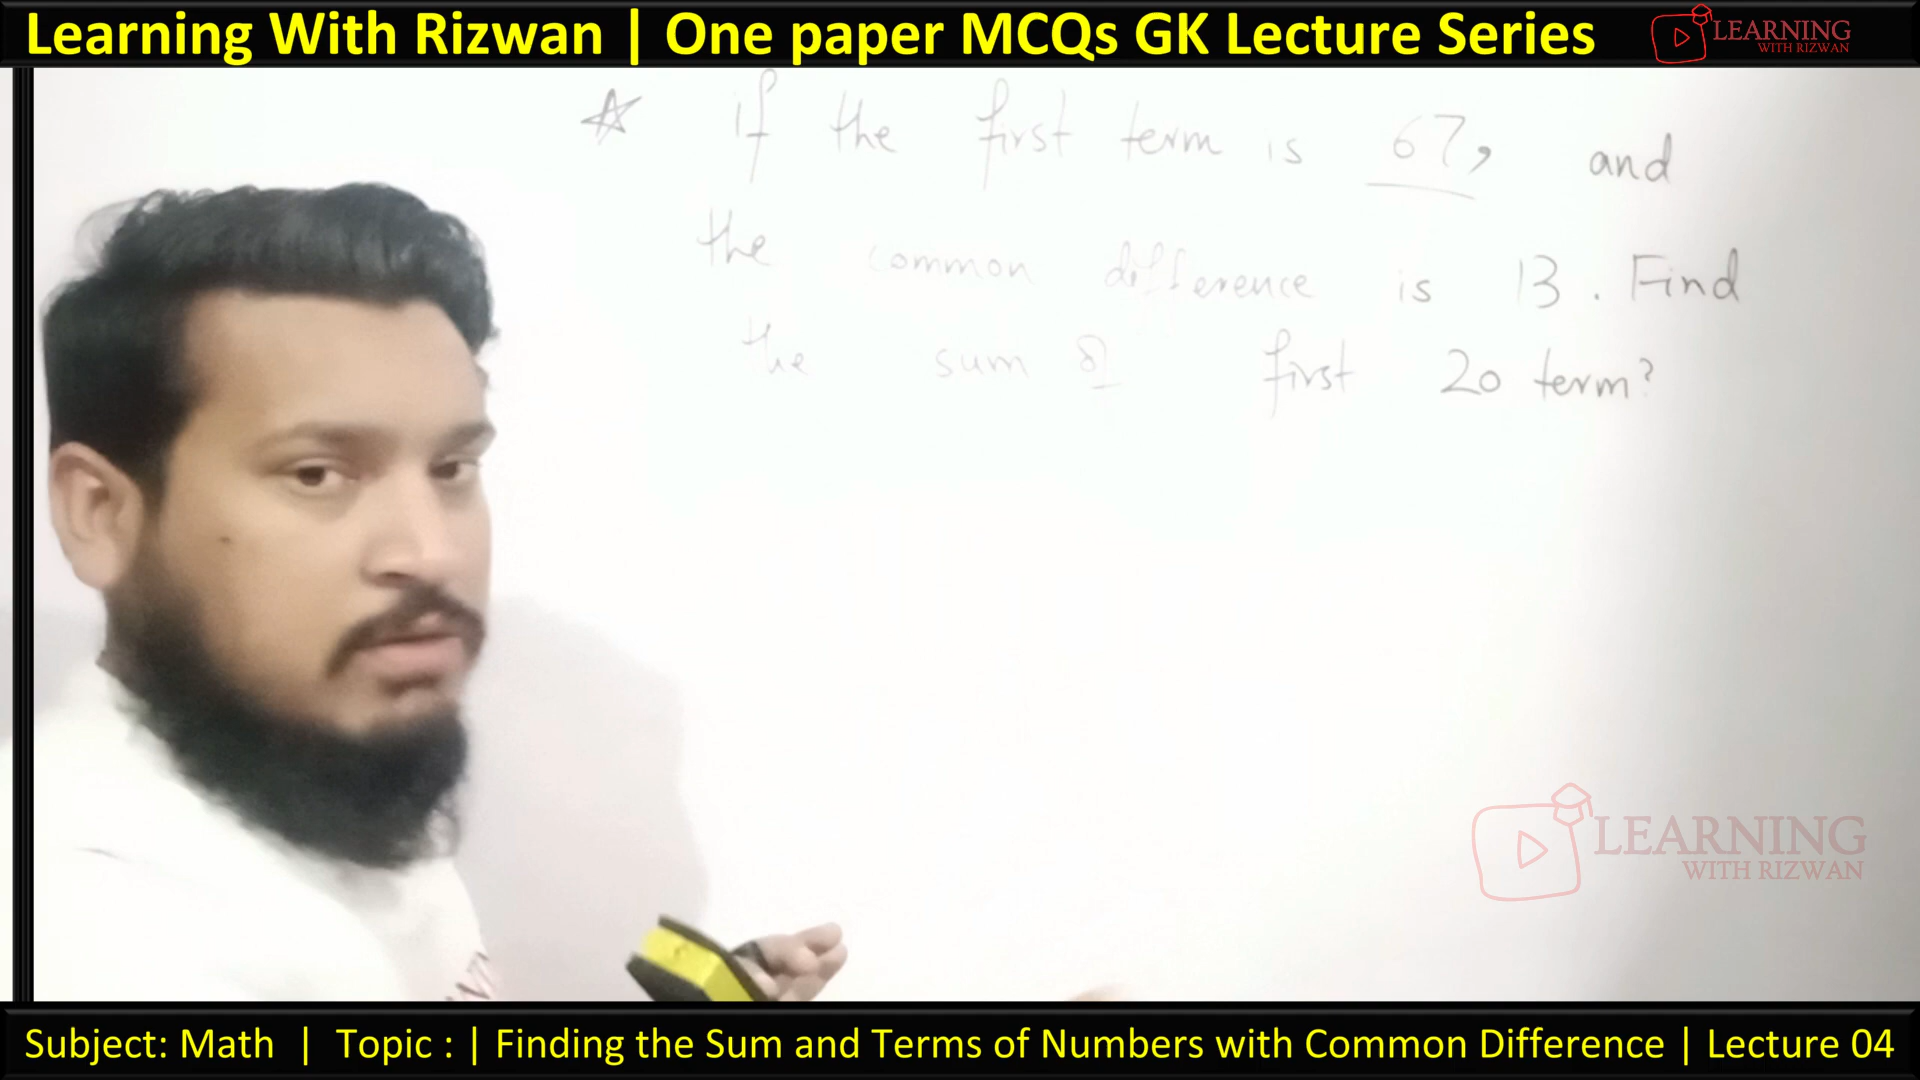 Learning With Rizwan | One paper MCQs GK Lecture Series
LEARNING
WITH RIZWAN
if the first term is 67, and
the common difference is 13. Find
the sum of first 20 term?
LEARNING
WITH RIZWAN
Subject: Math | Topic : | Finding the Sum and Terms of Numbers with Common Difference | Lecture 04